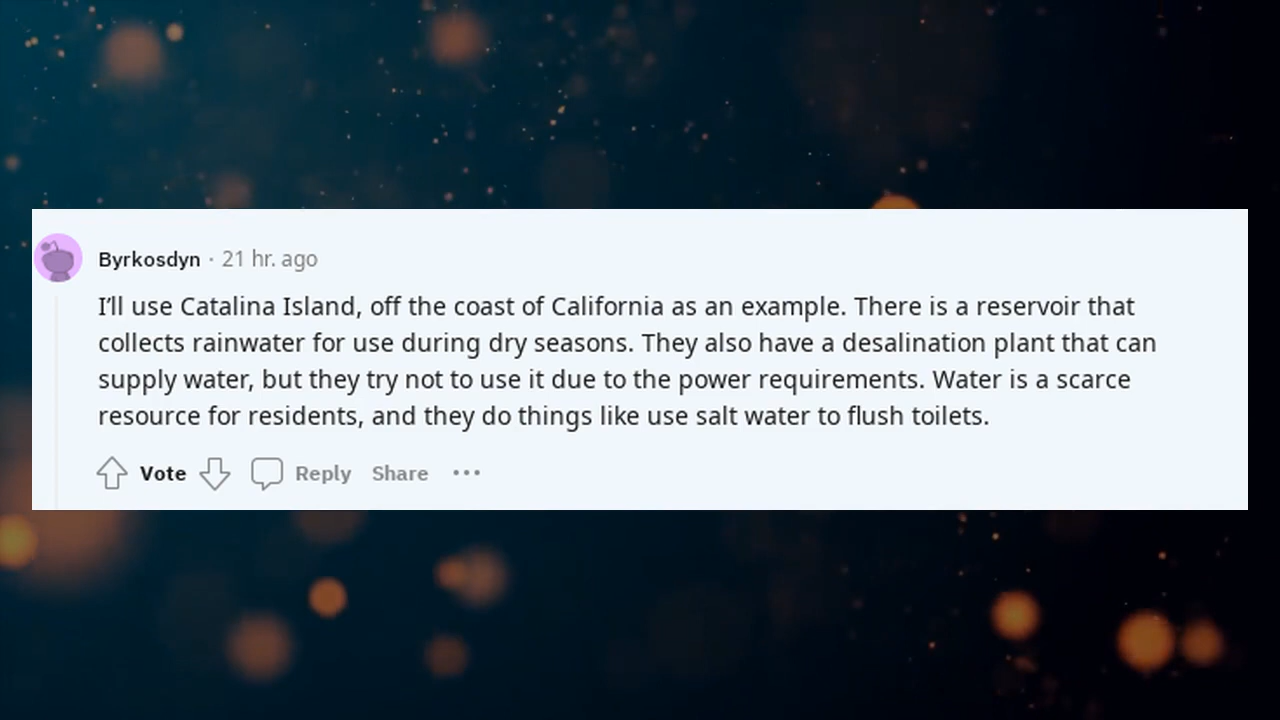 Byrkosdyn · 21 hr. ago
I’ll use Catalina Island, off the coast of California as an example. There is a reservoir that
collects rainwater for use during dry seasons. They also have a desalination plant that can
supply water, but they try not to use it due to the power requirements. Water is a scarce
resource for residents, and they do things like use salt water to flush toilets.
Vote Reply Share •••